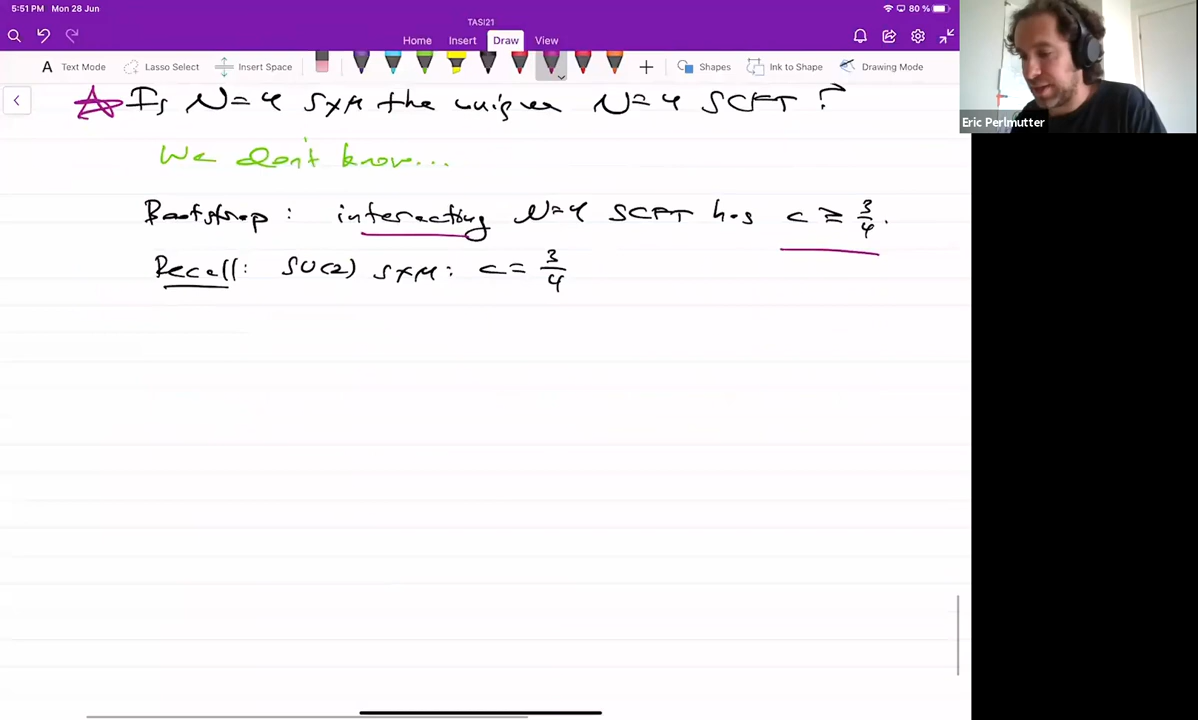 5:51 PM Mon 28 Jun
80 %
TASI21
Home Insert Draw View
A Text Mode Lasso Select Insert Space Shapes Ink to Shape Drawing Mode
Is N=4 SYM the unique N=4 SCFT ?
We don't know...
Bootstrap : interacting N=4 SCFT has c ≥ 3/4.
Recall: SU(2) SYM: c = 3/4
Eric Perlmutter